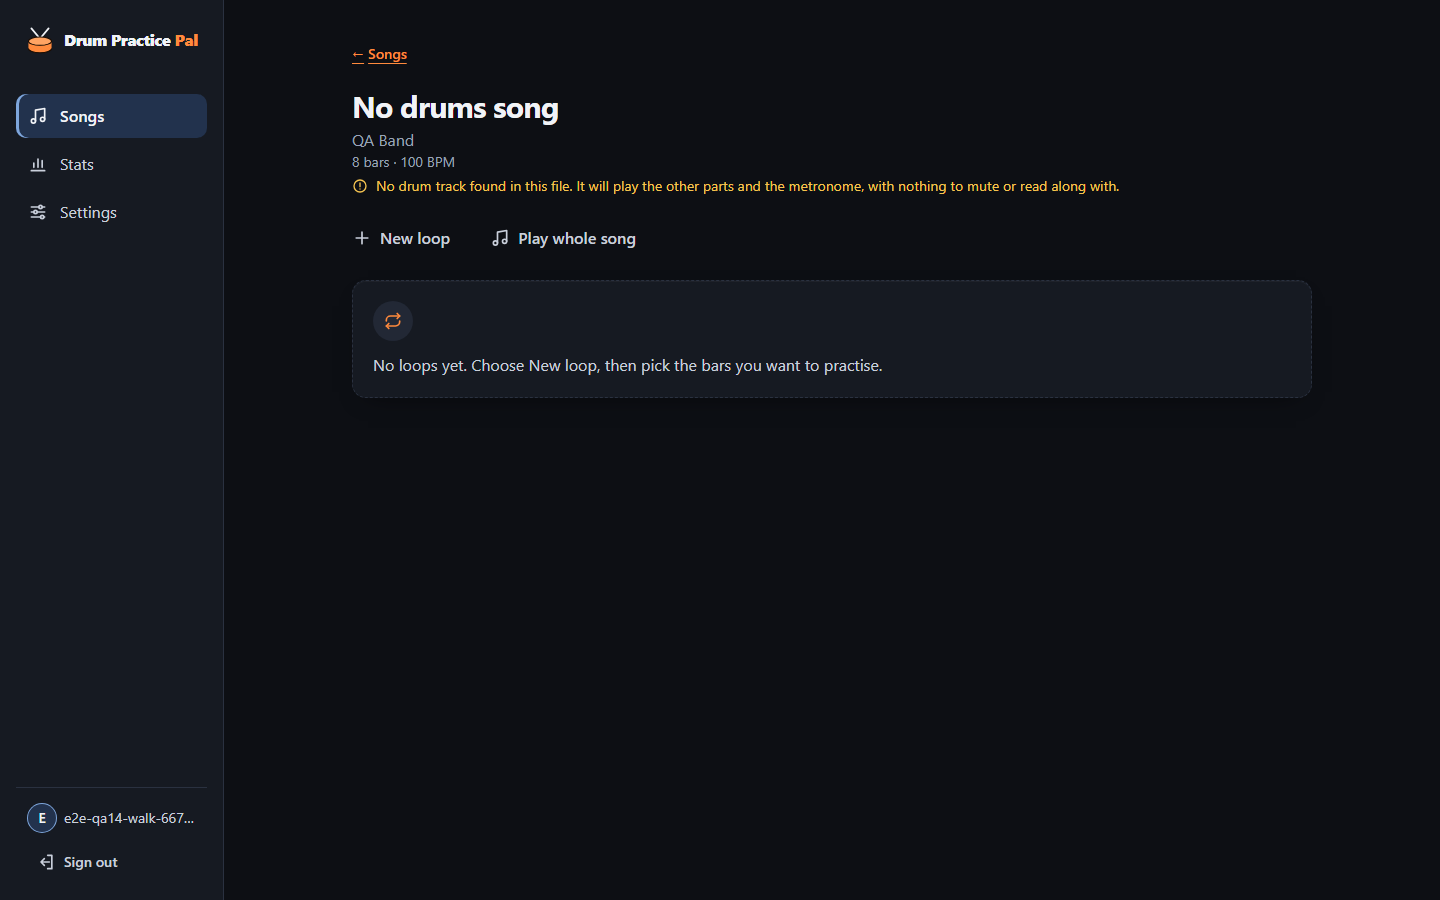 Drum Practice Pal
Songs
Stats
Settings
e2e-qa14-walk-667...
Sign out
← Songs
No drums song
QA Band
8 bars · 100 BPM
No drum track found in this file. It will play the other parts and the metronome, with nothing to mute or read along with.
New loop
Play whole song
No loops yet. Choose New loop, then pick the bars you want to practise.
E